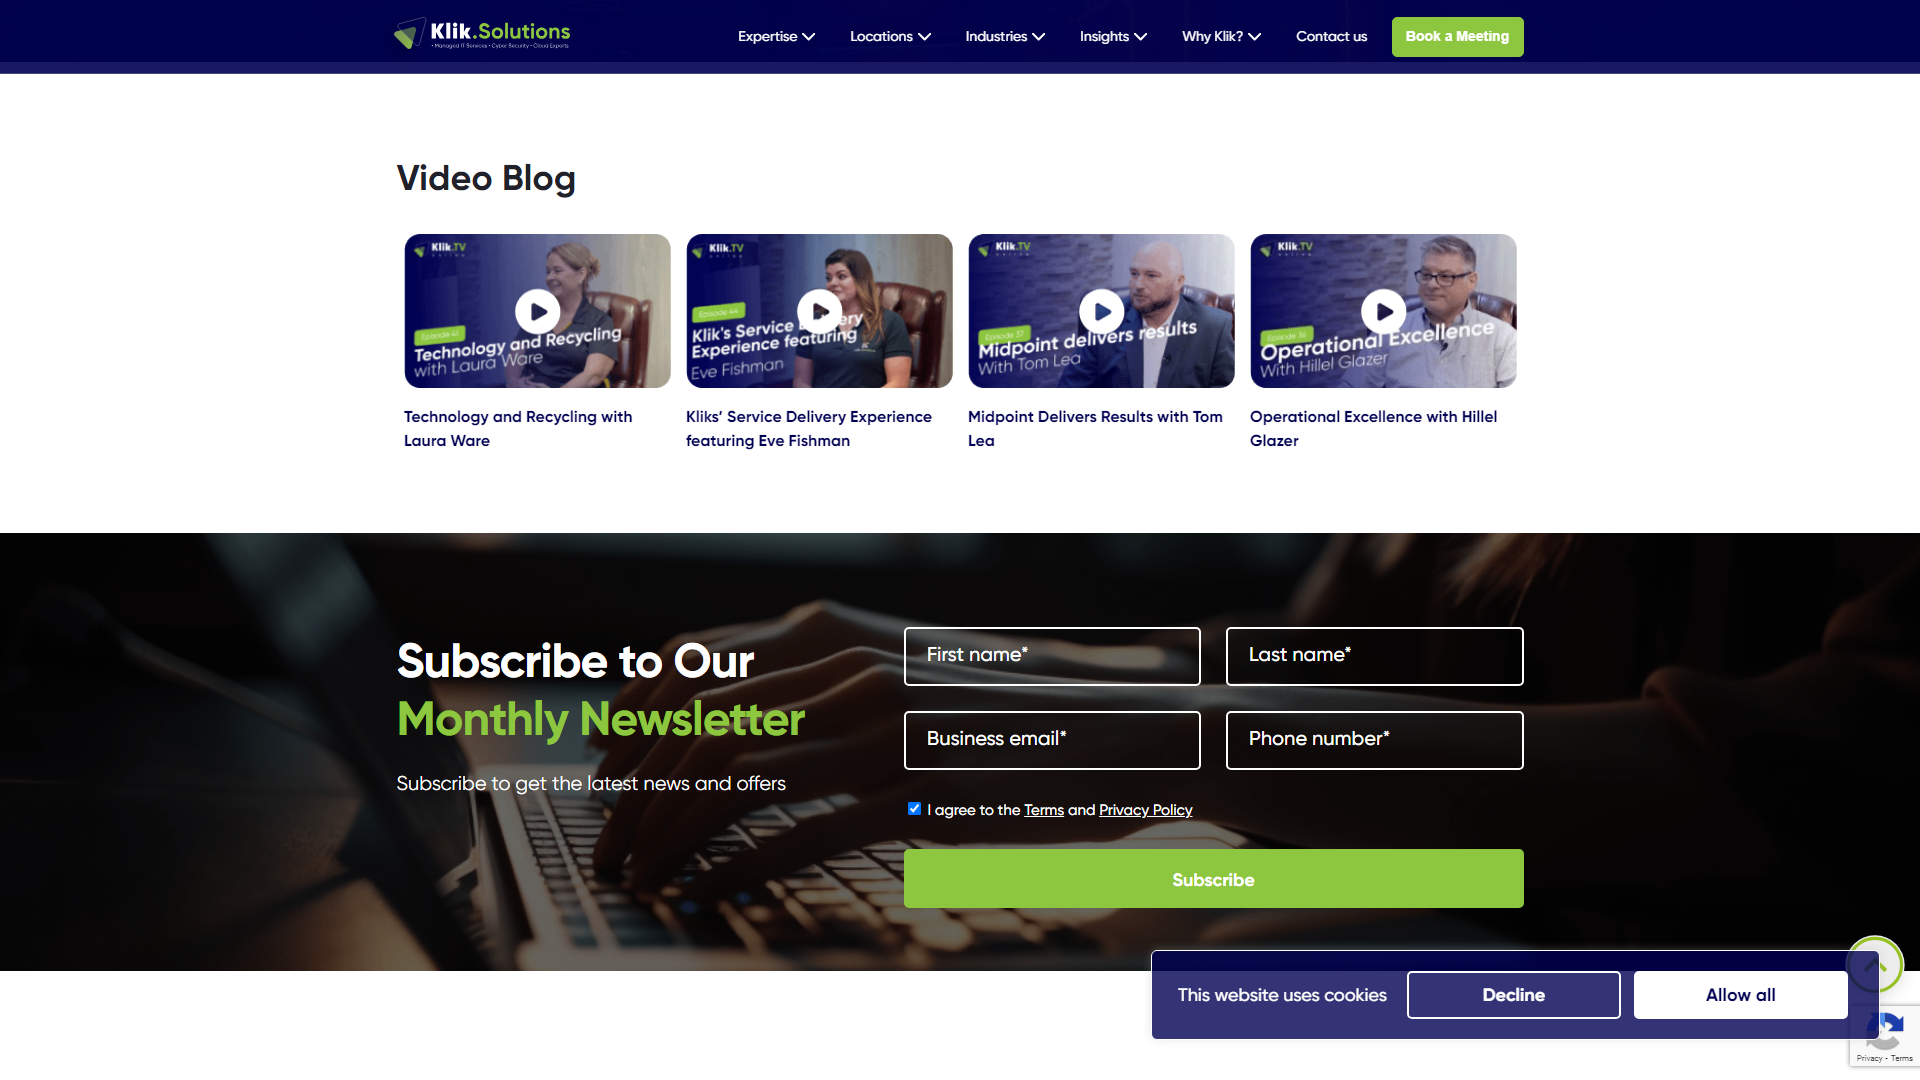 Klik.Solutions
• Managed IT Services • Cyber Security • Cloud Experts
Expertise
Locations
Industries
Insights
Why Klik?
Contact us
Book a Meeting
Video Blog
Klik.TV
online
Episode 41
Technology and Recycling
with Laura Ware
Klik.TV
online
Episode 44
Klik's Service Delivery
Experience featuring
Eve Fishman
Klik.TV
online
Episode 37
Midpoint delivers results
With Tom Lea
Klik.TV
online
Operational Excellence
With Hillel Glazer
Technology and Recycling with
Laura Ware
Kliks’ Service Delivery Experience
featuring Eve Fishman
Midpoint Delivers Results with Tom
Lea
Operational Excellence with Hillel
Glazer
Subscribe to Our
Monthly Newsletter
Subscribe to get the latest news and offers
First name*
Last name*
Business email*
Phone number*
I agree to the Terms and Privacy Policy
Subscribe
This website uses cookies
Decline
Allow all
Privacy - Terms